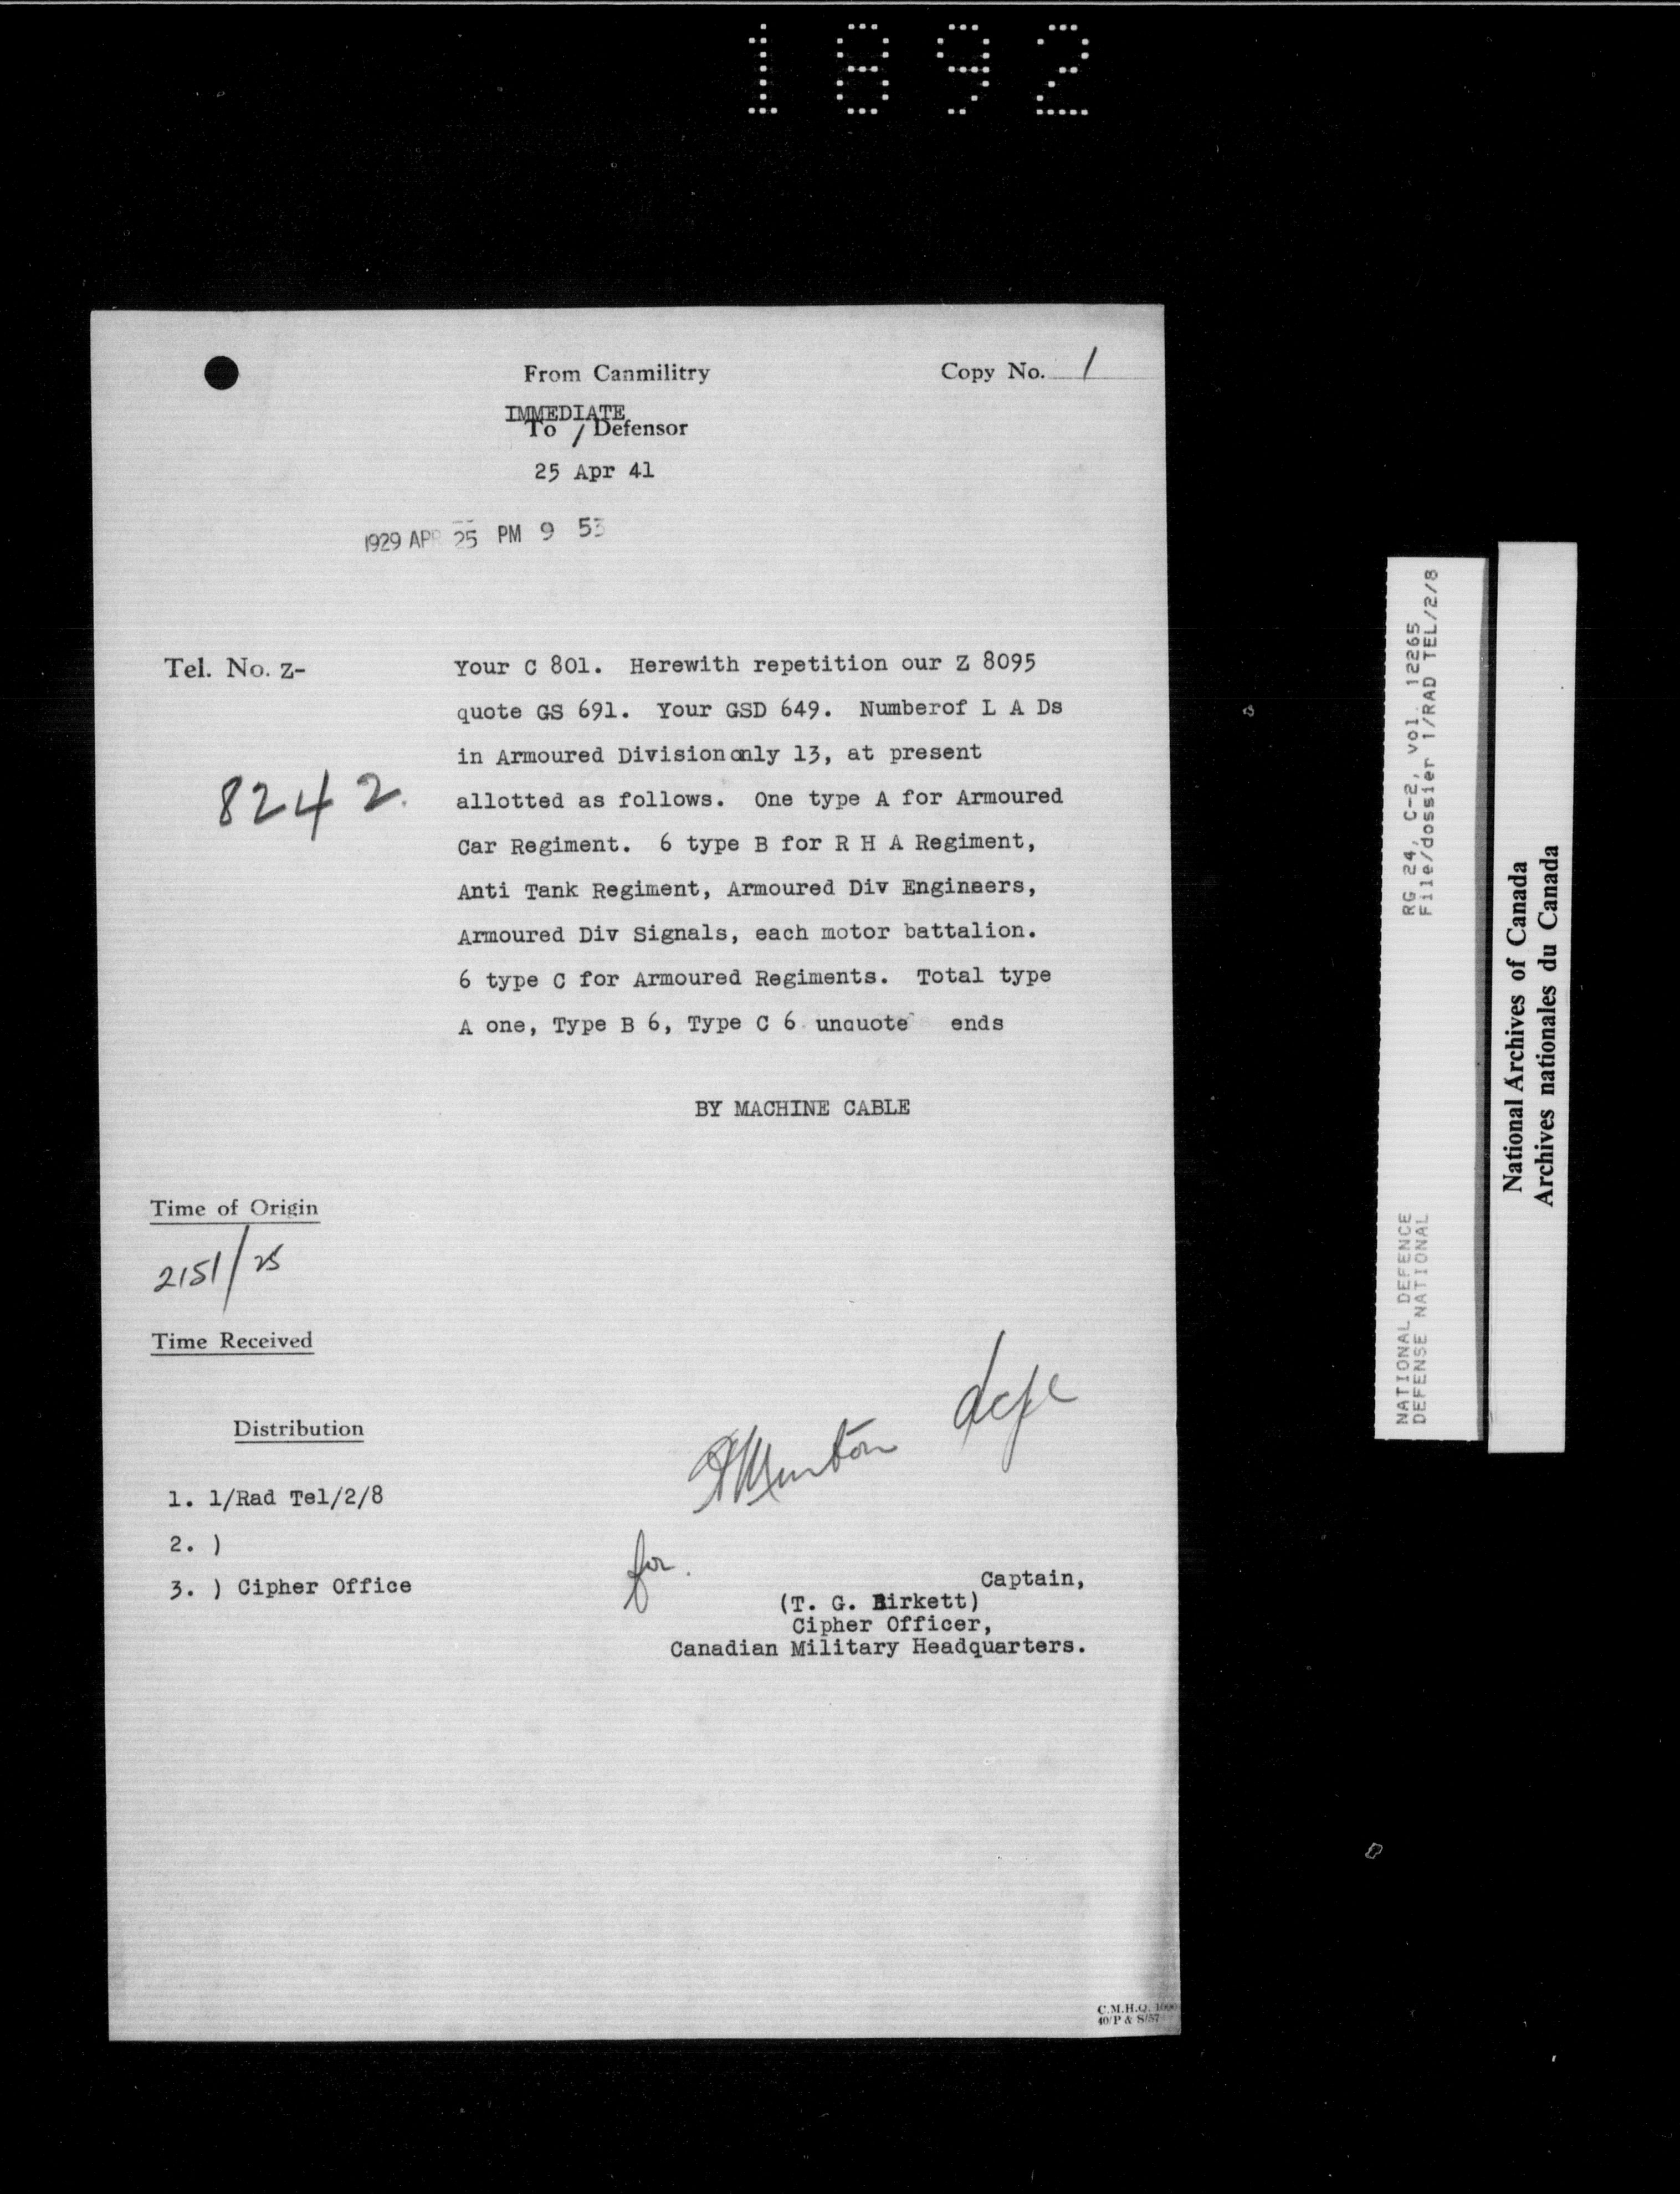 1892
From Canmilitry
Copy No. 1
IMMEDIATE
To / Defensor
25 Apr 41
1929 APR 25 PM 9 53
Tel. No. Z-
8242.
Your C 801. Herewith repetition our Z 8095
quote GS 691. Your GSD 649. Numberof L A Ds
in Armoured Divisiononly 13, at present
allotted as follows. One type A for Armoured
Car Regiment. 6 type B for R H A Regiment,
Anti Tank Regiment, Armoured Div Engineers,
Armoured Div Signals, each motor battalion.
6 type C for Armoured Regiments. Total type
A one, Type B 6, Type C 6 unquote ends
BY MACHINE CABLE
Time of Origin
2151/25
Time Received
Distribution
1. 1/Rad Tel/2/8
2. )
3. ) Cipher Office
for.
Captain,
(T. G. Birkett)
Cipher Officer,
Canadian Military Headquarters.
C.M.H.Q.
40/P & S/57
RG 24, C-2, vol. 12265
File/dossier 1/RAD TEL/2/8
NATIONAL DEFENCE
DEFENSE NATIONAL
National Archives of Canada
Archives nationales du Canada